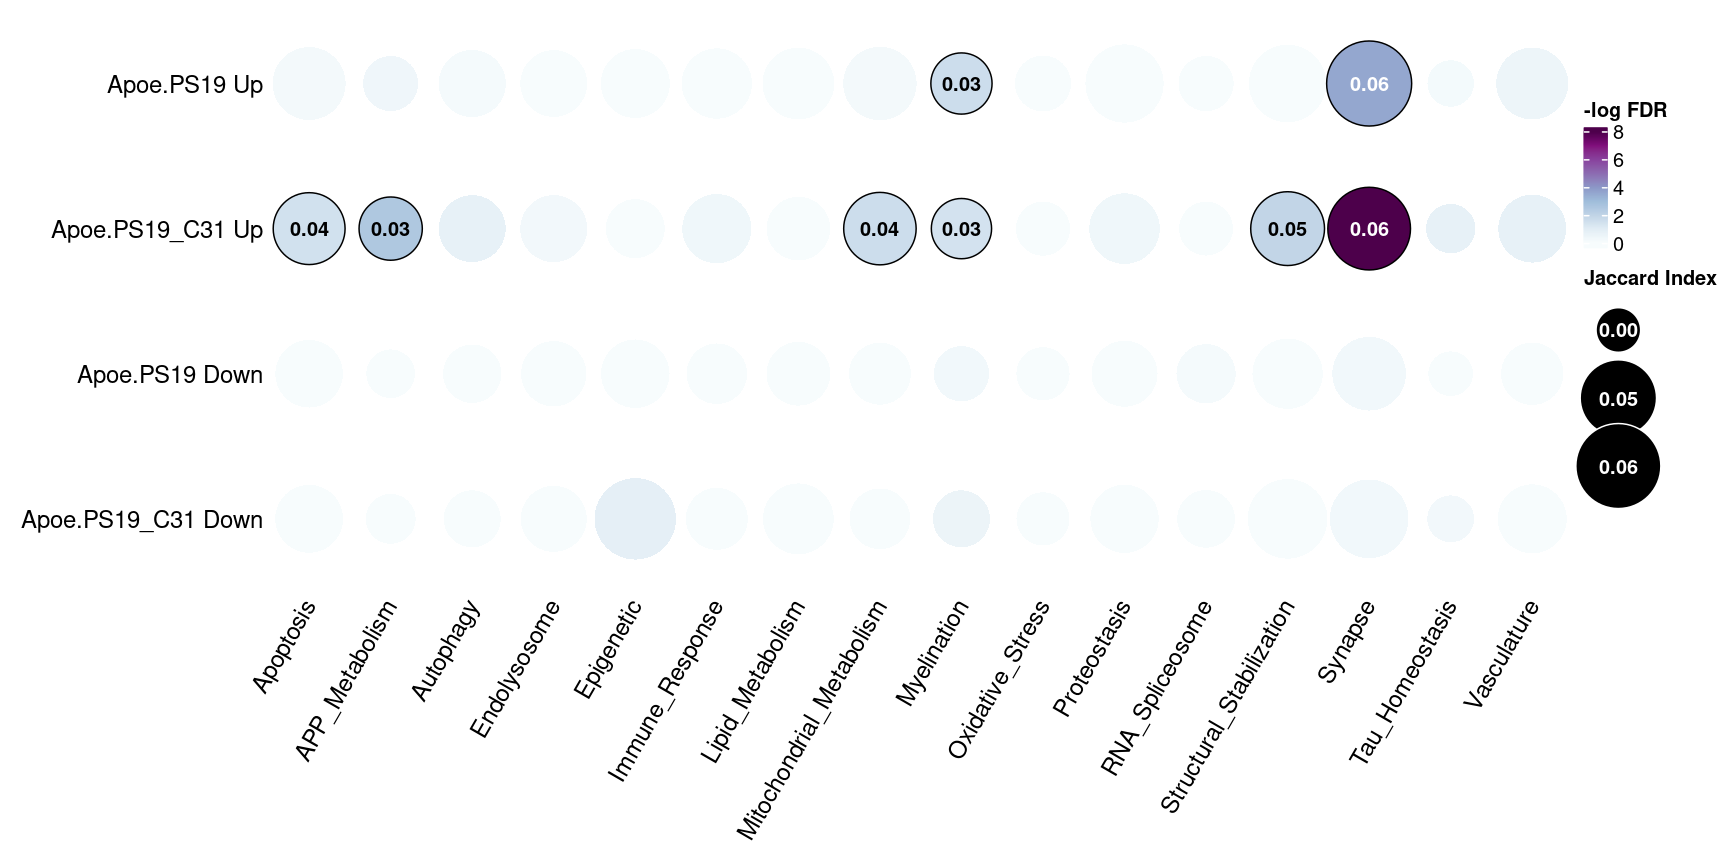 Apoe.PS19 Up
0.03
0.06
Apoe.PS19_C31 Up
0.04
0.03
0.04
0.03
0.05
0.06
Apoe.PS19 Down
Apoe.PS19_C31 Down
Apoptosis
APP_Metabolism
Autophagy
Endolysosome
Epigenetic
Immune_Response
Lipid_Metabolism
Mitochondrial_Metabolism
Myelination
Oxidative_Stress
Proteostasis
RNA_Spliceosome
Structural_Stabilization
Synapse
Tau_Homeostasis
Vasculature
-log FDR
8
6
4
2
0
Jaccard Index
0.00
0.05
0.06